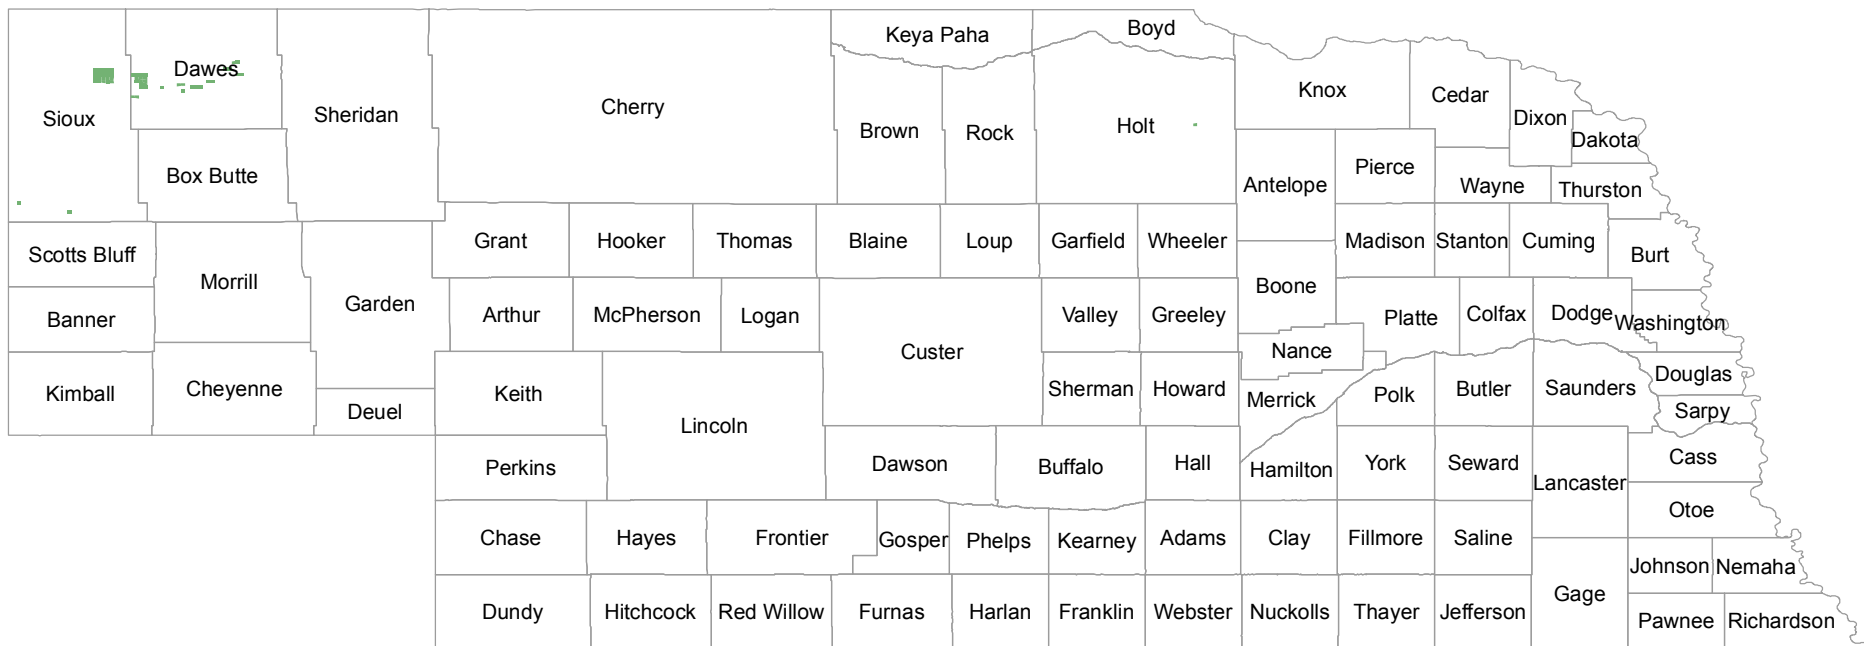 Keya Paha
Boyd
Dawes
Knox
Cedar
Cherry
Sioux
Sheridan
Brown
Rock
Holt
Dixon
Dakota
Box Butte
Pierce
Antelope
Wayne
Thurston
Grant
Hooker
Thomas
Blaine
Loup
Garfield
Wheeler
Madison
Stanton
Cuming
Scotts Bluff
Burt
Morrill
Boone
Garden
Banner
Arthur
McPherson
Logan
Valley
Greeley
Platte
Colfax
Dodge
Washington
Custer
Nance
Kimball
Cheyenne
Keith
Sherman
Howard
Merrick
Polk
Butler
Saunders
Douglas
Deuel
Sarpy
Lincoln
Perkins
Dawson
Buffalo
Hall
Hamilton
York
Seward
Cass
Lancaster
Otoe
Chase
Hayes
Frontier
Gosper
Phelps
Kearney
Adams
Clay
Fillmore
Saline
Johnson
Nemaha
Gage
Dundy
Hitchcock
Red Willow
Furnas
Harlan
Franklin
Webster
Nuckolls
Thayer
Jefferson
Pawnee
Richardson